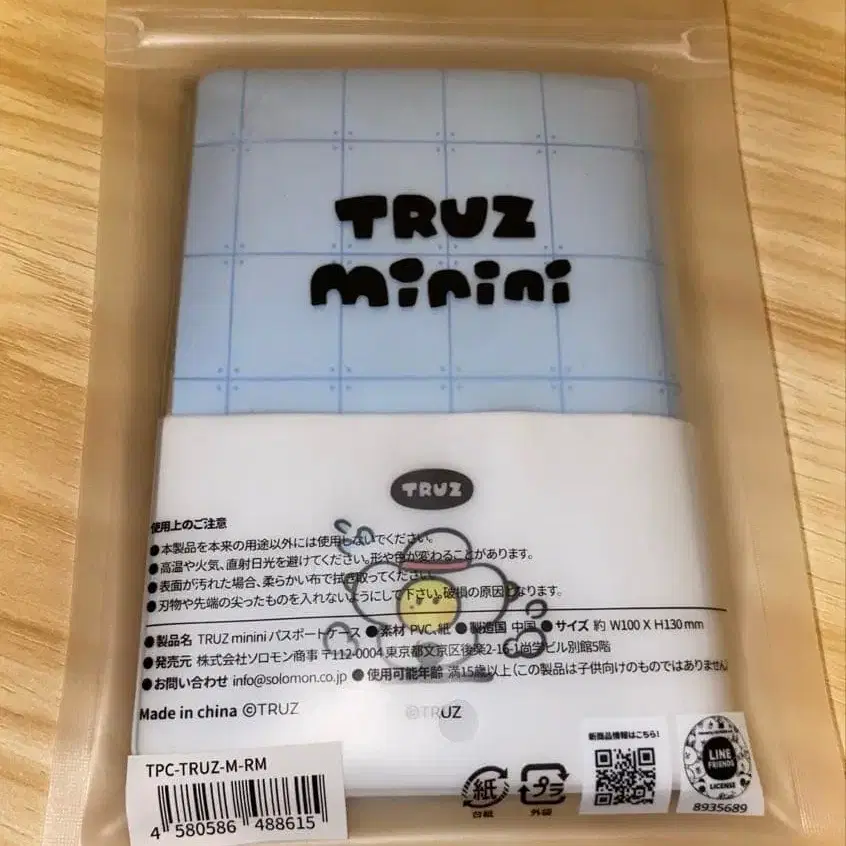 TRUZ
minini
TRUZ
使用上のご注意
●本製品を本来の用途以外には使用しないでください。
●高温や火気、直射日光を避けてください。形や色が変わることがあります。
●表面が汚れた場合、柔らかい布で拭き取ってください。
●刃物や先端の尖ったものを入れないようにして下さい。破損の原因となります。
●製品名 TRUZ minini パスポートケース ●素材 PVC、紙 ●製造国 中国 ●サイズ 約 W100 X H130 mm
●発売元 株式会社ソロモン商事 〒112-0004 東京都文京区後楽2-16-1尚学ビル別館5階
●お問い合わせ info@solomon.co.jp ●使用可能年齢 満15歳以上(この製品は子供向けのものではありません)
Made in china ©TRUZ
©TRUZ
TPC-TRUZ-M-RM
4 580586 488615
紙
台紙
プラ
外袋
新商品情報はこちら!
LINE
FRIENDS
LICENSE
8935689